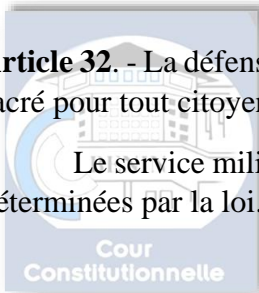 rticle 32. - La défens
acré pour tout citoyen
Le service mili
éterminées par la loi.
Cour
Constitutionnelle